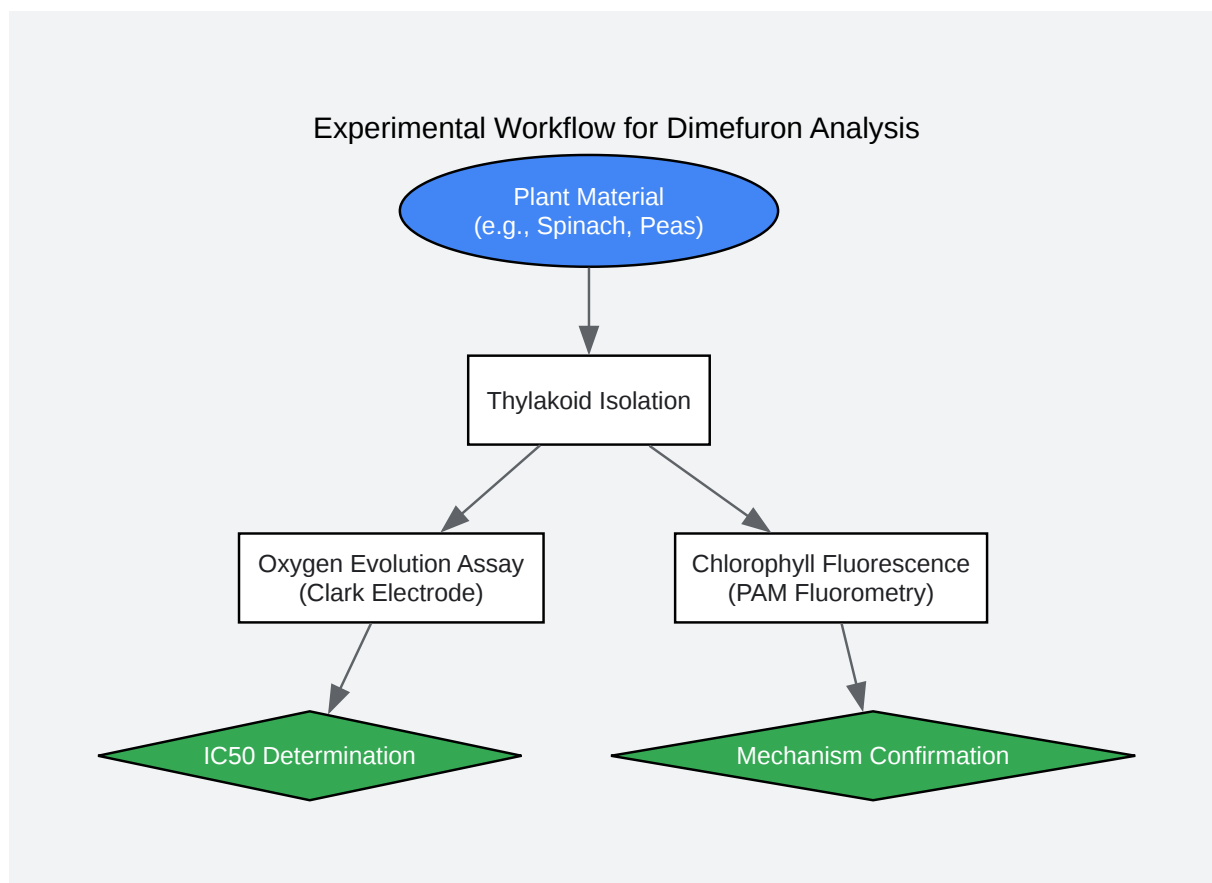 Experimental Workflow for Dimefuron Analysis
Plant Material
(e.g., Spinach, Peas)
Thylakoid Isolation
Oxygen Evolution Assay
(Clark Electrode)
Chlorophyll Fluorescence
(PAM Fluorometry)
IC50 Determination
Mechanism Confirmation